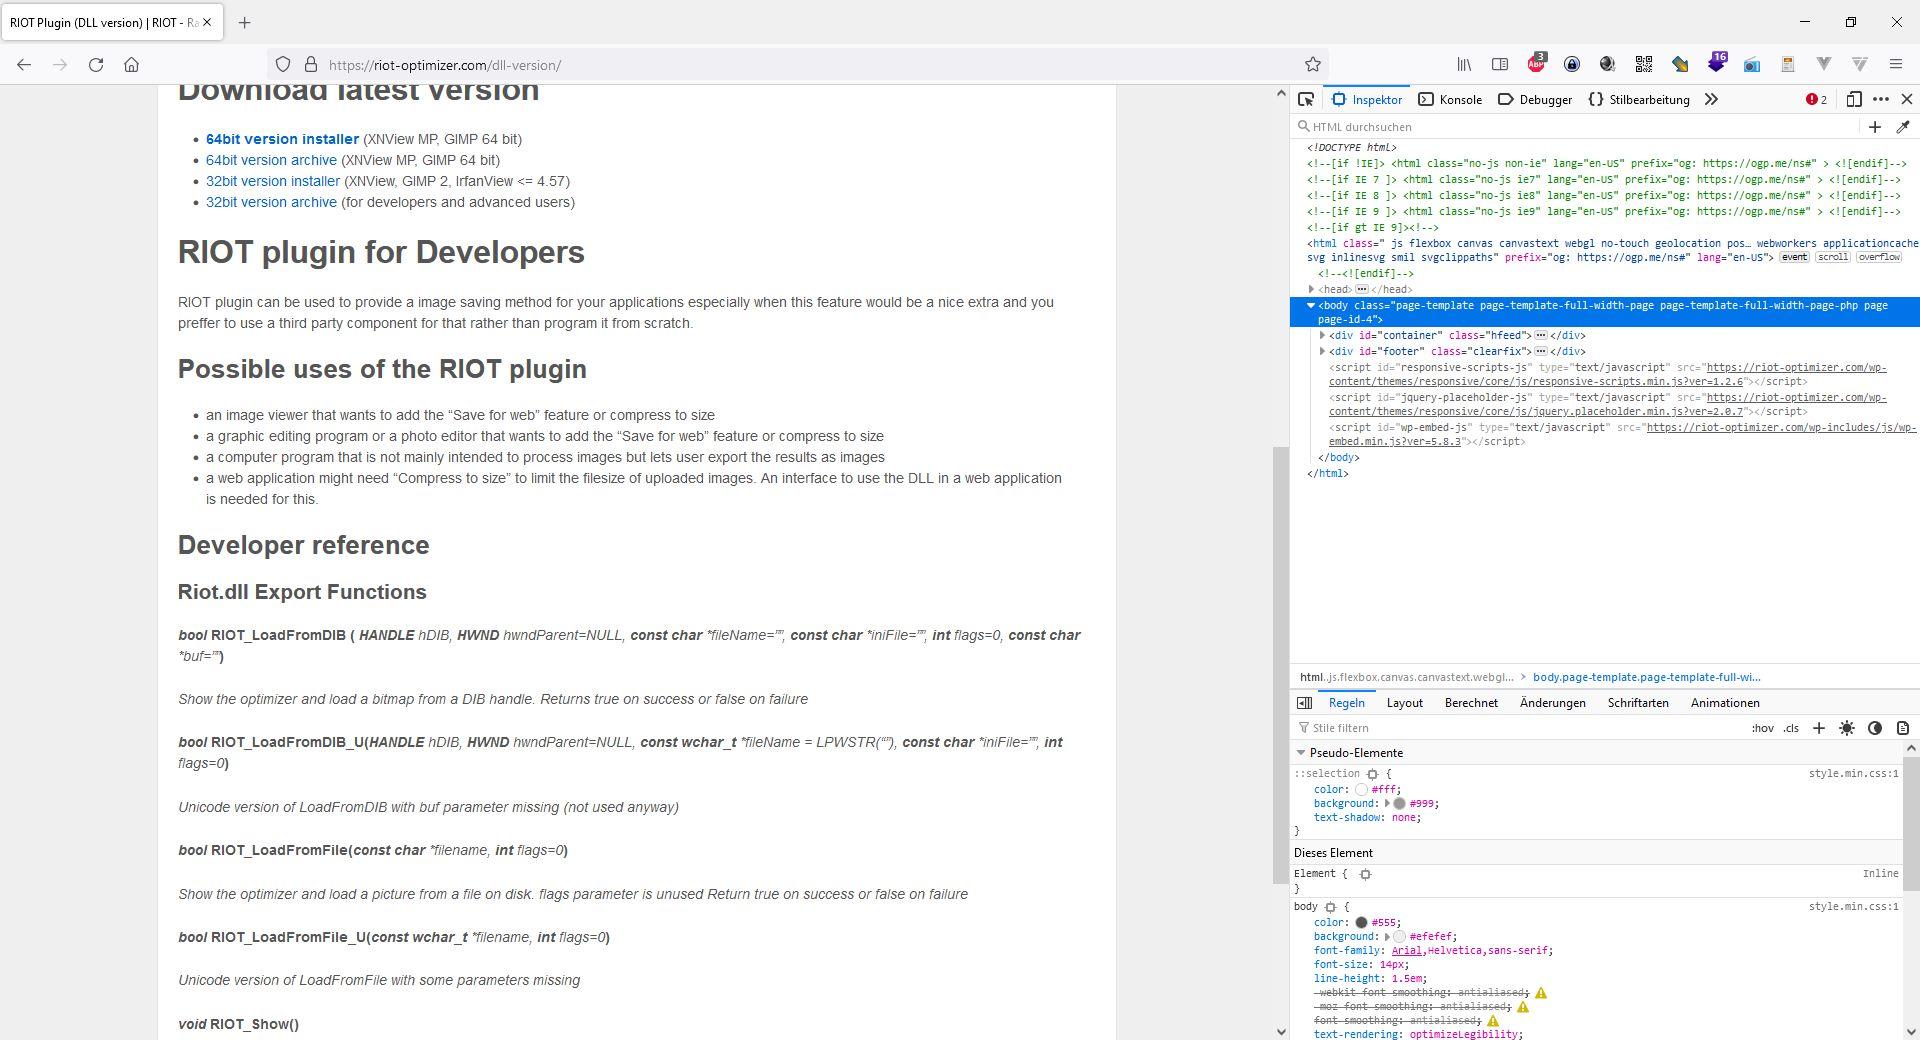 RIOT Plugin (DLL version) | RIOT - Ra
https://riot-optimizer.com/dll-version/
3
16
Download latest version
64bit version installer (XNView MP, GIMP 64 bit)
64bit version archive (XNView MP, GIMP 64 bit)
32bit version installer (XNView, GIMP 2, IrfanView <= 4.57)
32bit version archive (for developers and advanced users)
RIOT plugin for Developers
RIOT plugin can be used to provide a image saving method for your applications especially when this feature would be a nice extra and you
preffer to use a third party component for that rather than program it from scratch.
Possible uses of the RIOT plugin
an image viewer that wants to add the “Save for web” feature or compress to size
a graphic editing program or a photo editor that wants to add the “Save for web” feature or compress to size
a computer program that is not mainly intended to process images but lets user export the results as images
a web application might need “Compress to size” to limit the filesize of uploaded images. An interface to use the DLL in a web application
is needed for this.
Developer reference
Riot.dll Export Functions
bool RIOT_LoadFromDIB ( HANDLE hDIB, HWND hwndParent=NULL, const char *fileName=””, const char *iniFile=””, int flags=0, const char
*buf=””)
Show the optimizer and load a bitmap from a DIB handle. Returns true on success or false on failure
bool RIOT_LoadFromDIB_U(HANDLE hDIB, HWND hwndParent=NULL, const wchar_t *fileName = LPWSTR(“”), const char *iniFile=””, int
flags=0)
Unicode version of LoadFromDIB with buf parameter missing (not used anyway)
bool RIOT_LoadFromFile(const char *filename, int flags=0)
Show the optimizer and load a picture from a file on disk. flags parameter is unused Return true on success or false on failure
bool RIOT_LoadFromFile_U(const wchar_t *filename, int flags=0)
Unicode version of LoadFromFile with some parameters missing
void RIOT_Show()
Inspektor Konsole Debugger Stilbearbeitung 2
HTML durchsuchen
<!DOCTYPE html>
<!--[if !IE]> <html class="no-js non-ie" lang="en-US" prefix="og: https://ogp.me/ns#" > <![endif]-->
<!--[if IE 7 ]> <html class="no-js ie7" lang="en-US" prefix="og: https://ogp.me/ns#" > <![endif]-->
<!--[if IE 8 ]> <html class="no-js ie8" lang="en-US" prefix="og: https://ogp.me/ns#" > <![endif]-->
<!--[if IE 9 ]> <html class="no-js ie9" lang="en-US" prefix="og: https://ogp.me/ns#" > <![endif]-->
<!--[if gt IE 9]><!-->
<html class=" js flexbox canvas canvastext webgl no-touch geolocation pos… webworkers applicationcache
svg inlinesvg smil svgclippaths" prefix="og: https://ogp.me/ns#" lang="en-US"> event scroll overflow
<!--<![endif]-->
<head> ••• </head>
<body class="page-template page-template-full-width-page page-template-full-width-page-php page
page-id-4">
<div id="container" class="hfeed"> ••• </div>
<div id="footer" class="clearfix"> ••• </div>
<script id="responsive-scripts-js" type="text/javascript" src="https://riot-optimizer.com/wp-
content/themes/responsive/core/js/responsive-scripts.min.js?ver=1.2.6"></script>
<script id="jquery-placeholder-js" type="text/javascript" src="https://riot-optimizer.com/wp-
content/themes/responsive/core/js/jquery.placeholder.min.js?ver=2.0.7"></script>
<script id="wp-embed-js" type="text/javascript" src="https://riot-optimizer.com/wp-includes/js/wp-
embed.min.js?ver=5.8.3"></script>
</body>
</html>
html.js.flexbox.canvas.canvastext.webgl… > body.page-template.page-template-full-wi…
Regeln Layout Berechnet Änderungen Schriftarten Animationen
Stile filtern :hov .cls
Pseudo-Elemente
::selection { style.min.css:1
color: #fff;
background: #999;
text-shadow: none;
}
Dieses Element
Element { Inline
}
body { style.min.css:1
color: #555;
background: #efefef;
font-family: Arial,Helvetica,sans-serif;
font-size: 14px;
line-height: 1.5em;
-webkit-font-smoothing: antialiased;
-moz-font-smoothing: antialiased;
font-smoothing: antialiased;
text-rendering: optimizeLegibility;